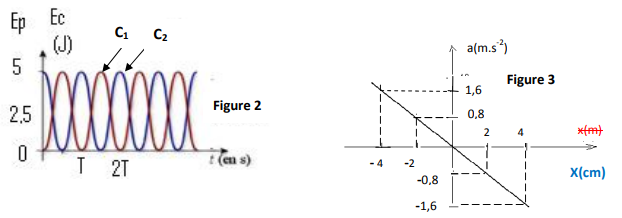 Ep Ec
(J)
C1 C2
5
2,5
0
T 2T
t (en s)
Figure 2
a(m.s-2)
Figure 3
1,6
0,8
2 4
x(m)
-4 -2
X(cm)
-0,8
-1,6